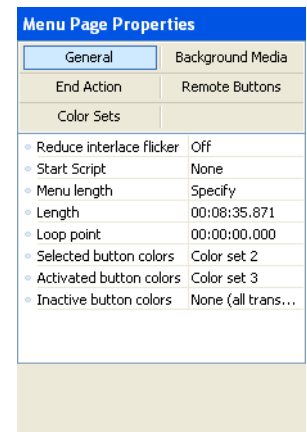 Menu Page Properties
General Background Media
End Action Remote Buttons
Color Sets
Reduce interlace flicker Off
Start Script None
Menu length Specify
Length 00:08:35.871
Loop point 00:00:00.000
Selected button colors Color set 2
Activated button colors Color set 3
Inactive button colors None (all trans...